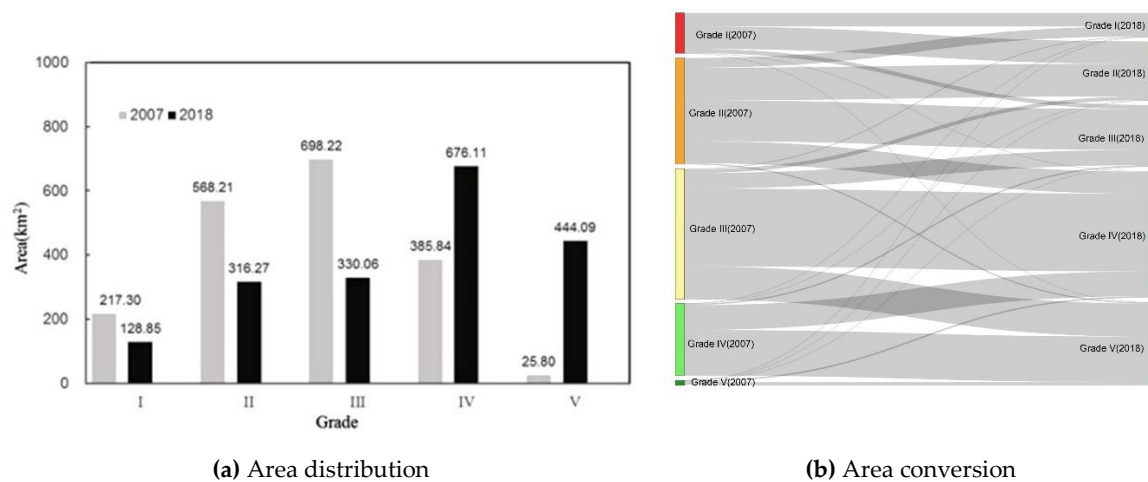 1000
800
600
400
200
0
Area(km²)
2007 2018
217.30
128.85
568.21
316.27
698.22
330.06
385.84
676.11
25.80
444.09
I II III IV V
Grade
(a) Area distribution
Grade I(2007)
Grade II(2007)
Grade III(2007)
Grade IV(2007)
Grade V(2007)
Grade I(2018)
Grade II(2018)
Grade III(2018)
Grade IV(2018)
Grade V(2018)
(b) Area conversion